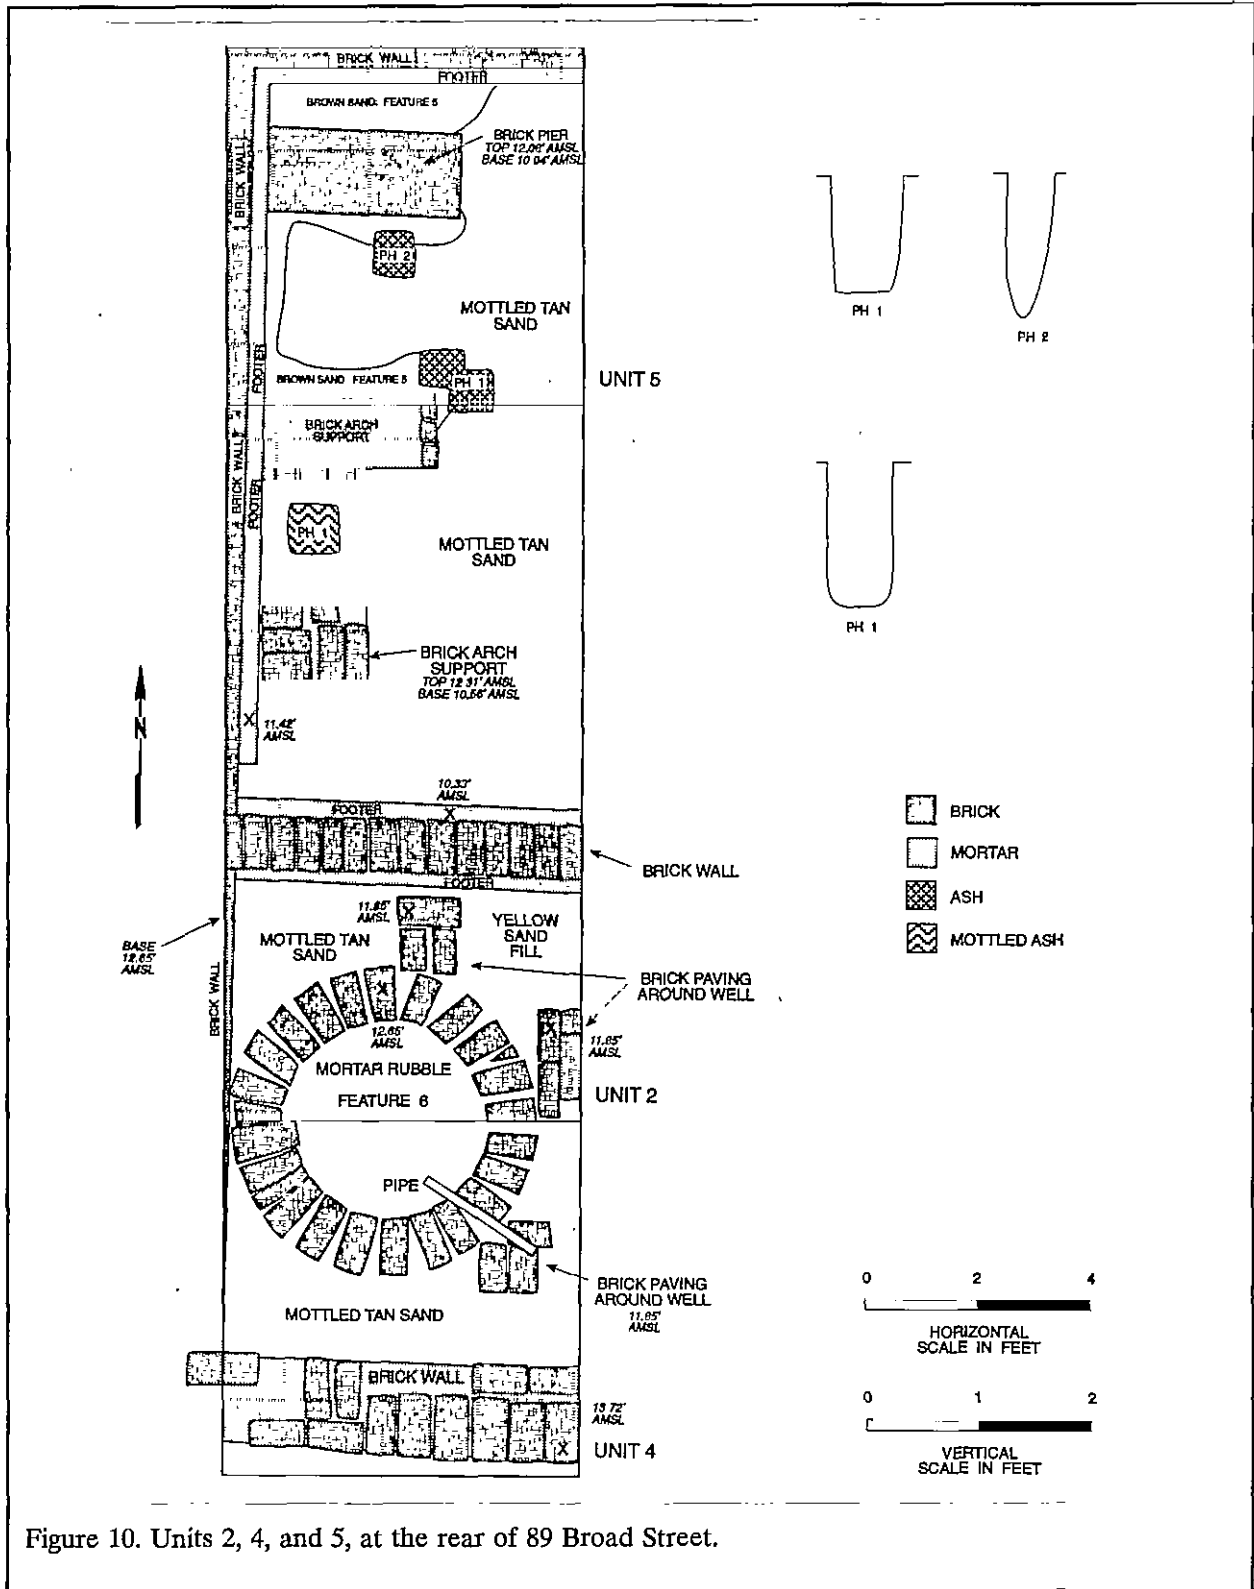 BRICK WALL
FOOTER
BROWN SAND: FEATURE 5
BRICK PIER
TOP 12.06' AMSL
BASE 10.04' AMSL
BRICK WALL
PH 2
PH 1
PH 2
MOTTLED TAN
SAND
FOOTER
BROWN SAND FEATURE 5
PH 1
UNIT 5
BRICK ARCH
SUPPORT
BRICK WALL
FOOTER
PH 1
MOTTLED TAN
SAND
PH 1
BRICK ARCH
SUPPORT
TOP 12.31' AMSL
BASE 10.56' AMSL
N
11.42'
AMSL
10.33'
AMSL
FOOTER
BRICK
MORTAR
ASH
MOTTLED ASH
BRICK WALL
FOOTER
11.85'
AMSL
YELLOW
SAND
FILL
MOTTLED TAN
SAND
BASE
12.65'
AMSL
BRICK WALL
BRICK PAVING
AROUND WELL
12.65'
AMSL
11.85'
AMSL
MORTAR RUBBLE
FEATURE 6
UNIT 2
PIPE
BRICK PAVING
AROUND WELL
11.85'
AMSL
MOTTLED TAN SAND
0 2 4
HORIZONTAL
SCALE IN FEET
BRICK WALL
13.72'
AMSL
UNIT 4
0 1 2
VERTICAL
SCALE IN FEET
Figure 10. Units 2, 4, and 5, at the rear of 89 Broad Street.